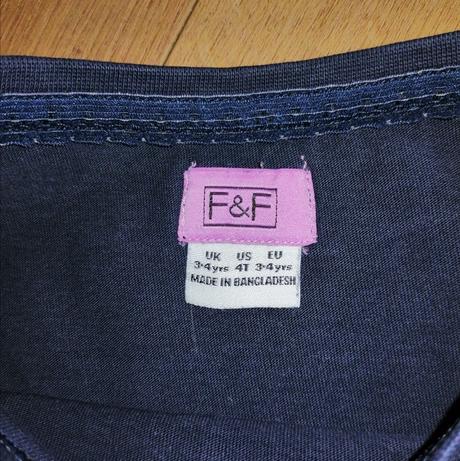 F&F
UK US EU
3-4yrs 4T 3-4yrs
MADE IN BANGLADESH